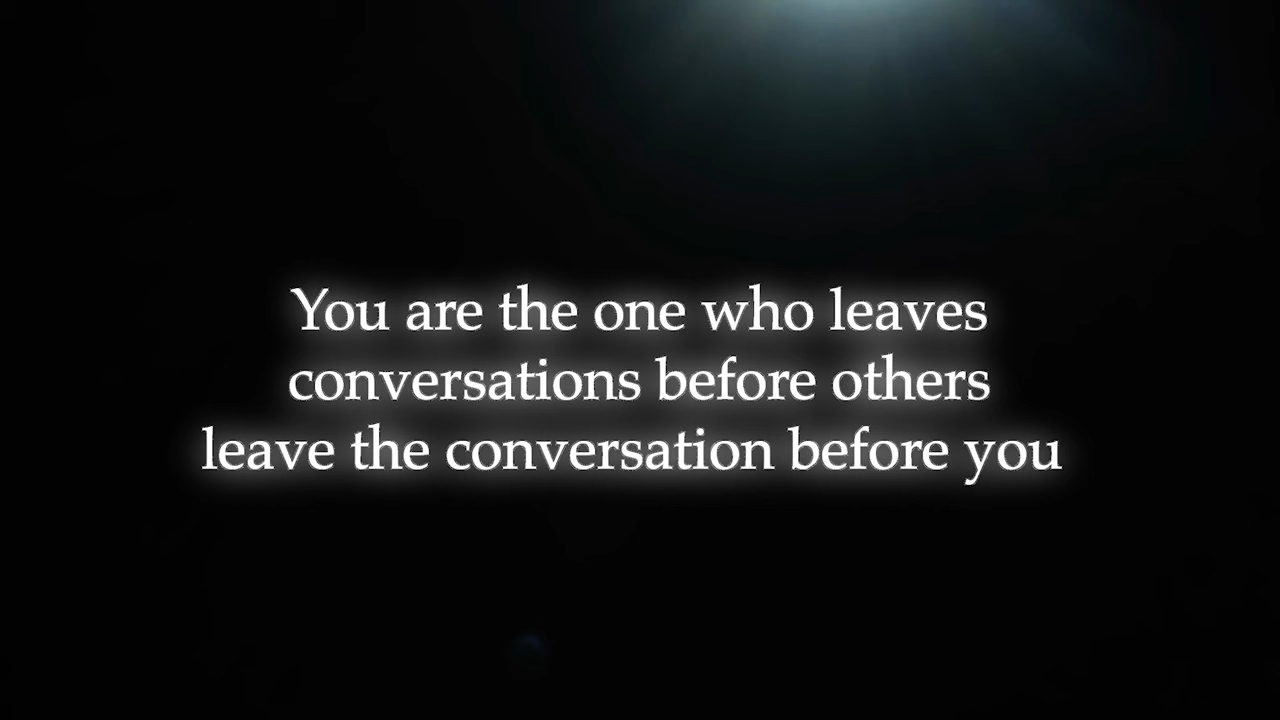 You are the one who leaves
conversations before others
leave the conversation before you